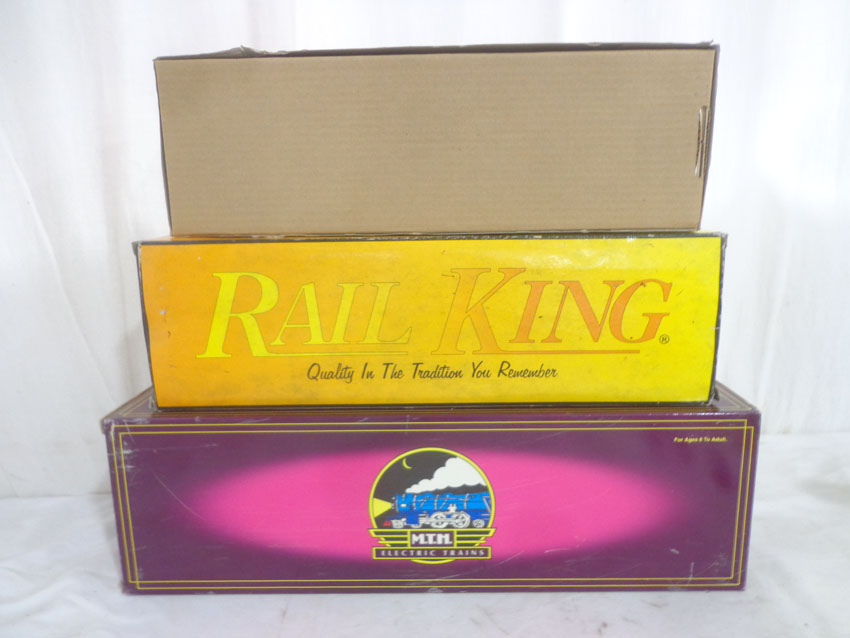 RAIL KING®
Quality In The Tradition You Remember
For Ages 8 To Adult.
M.T.H.
ELECTRIC TRAINS